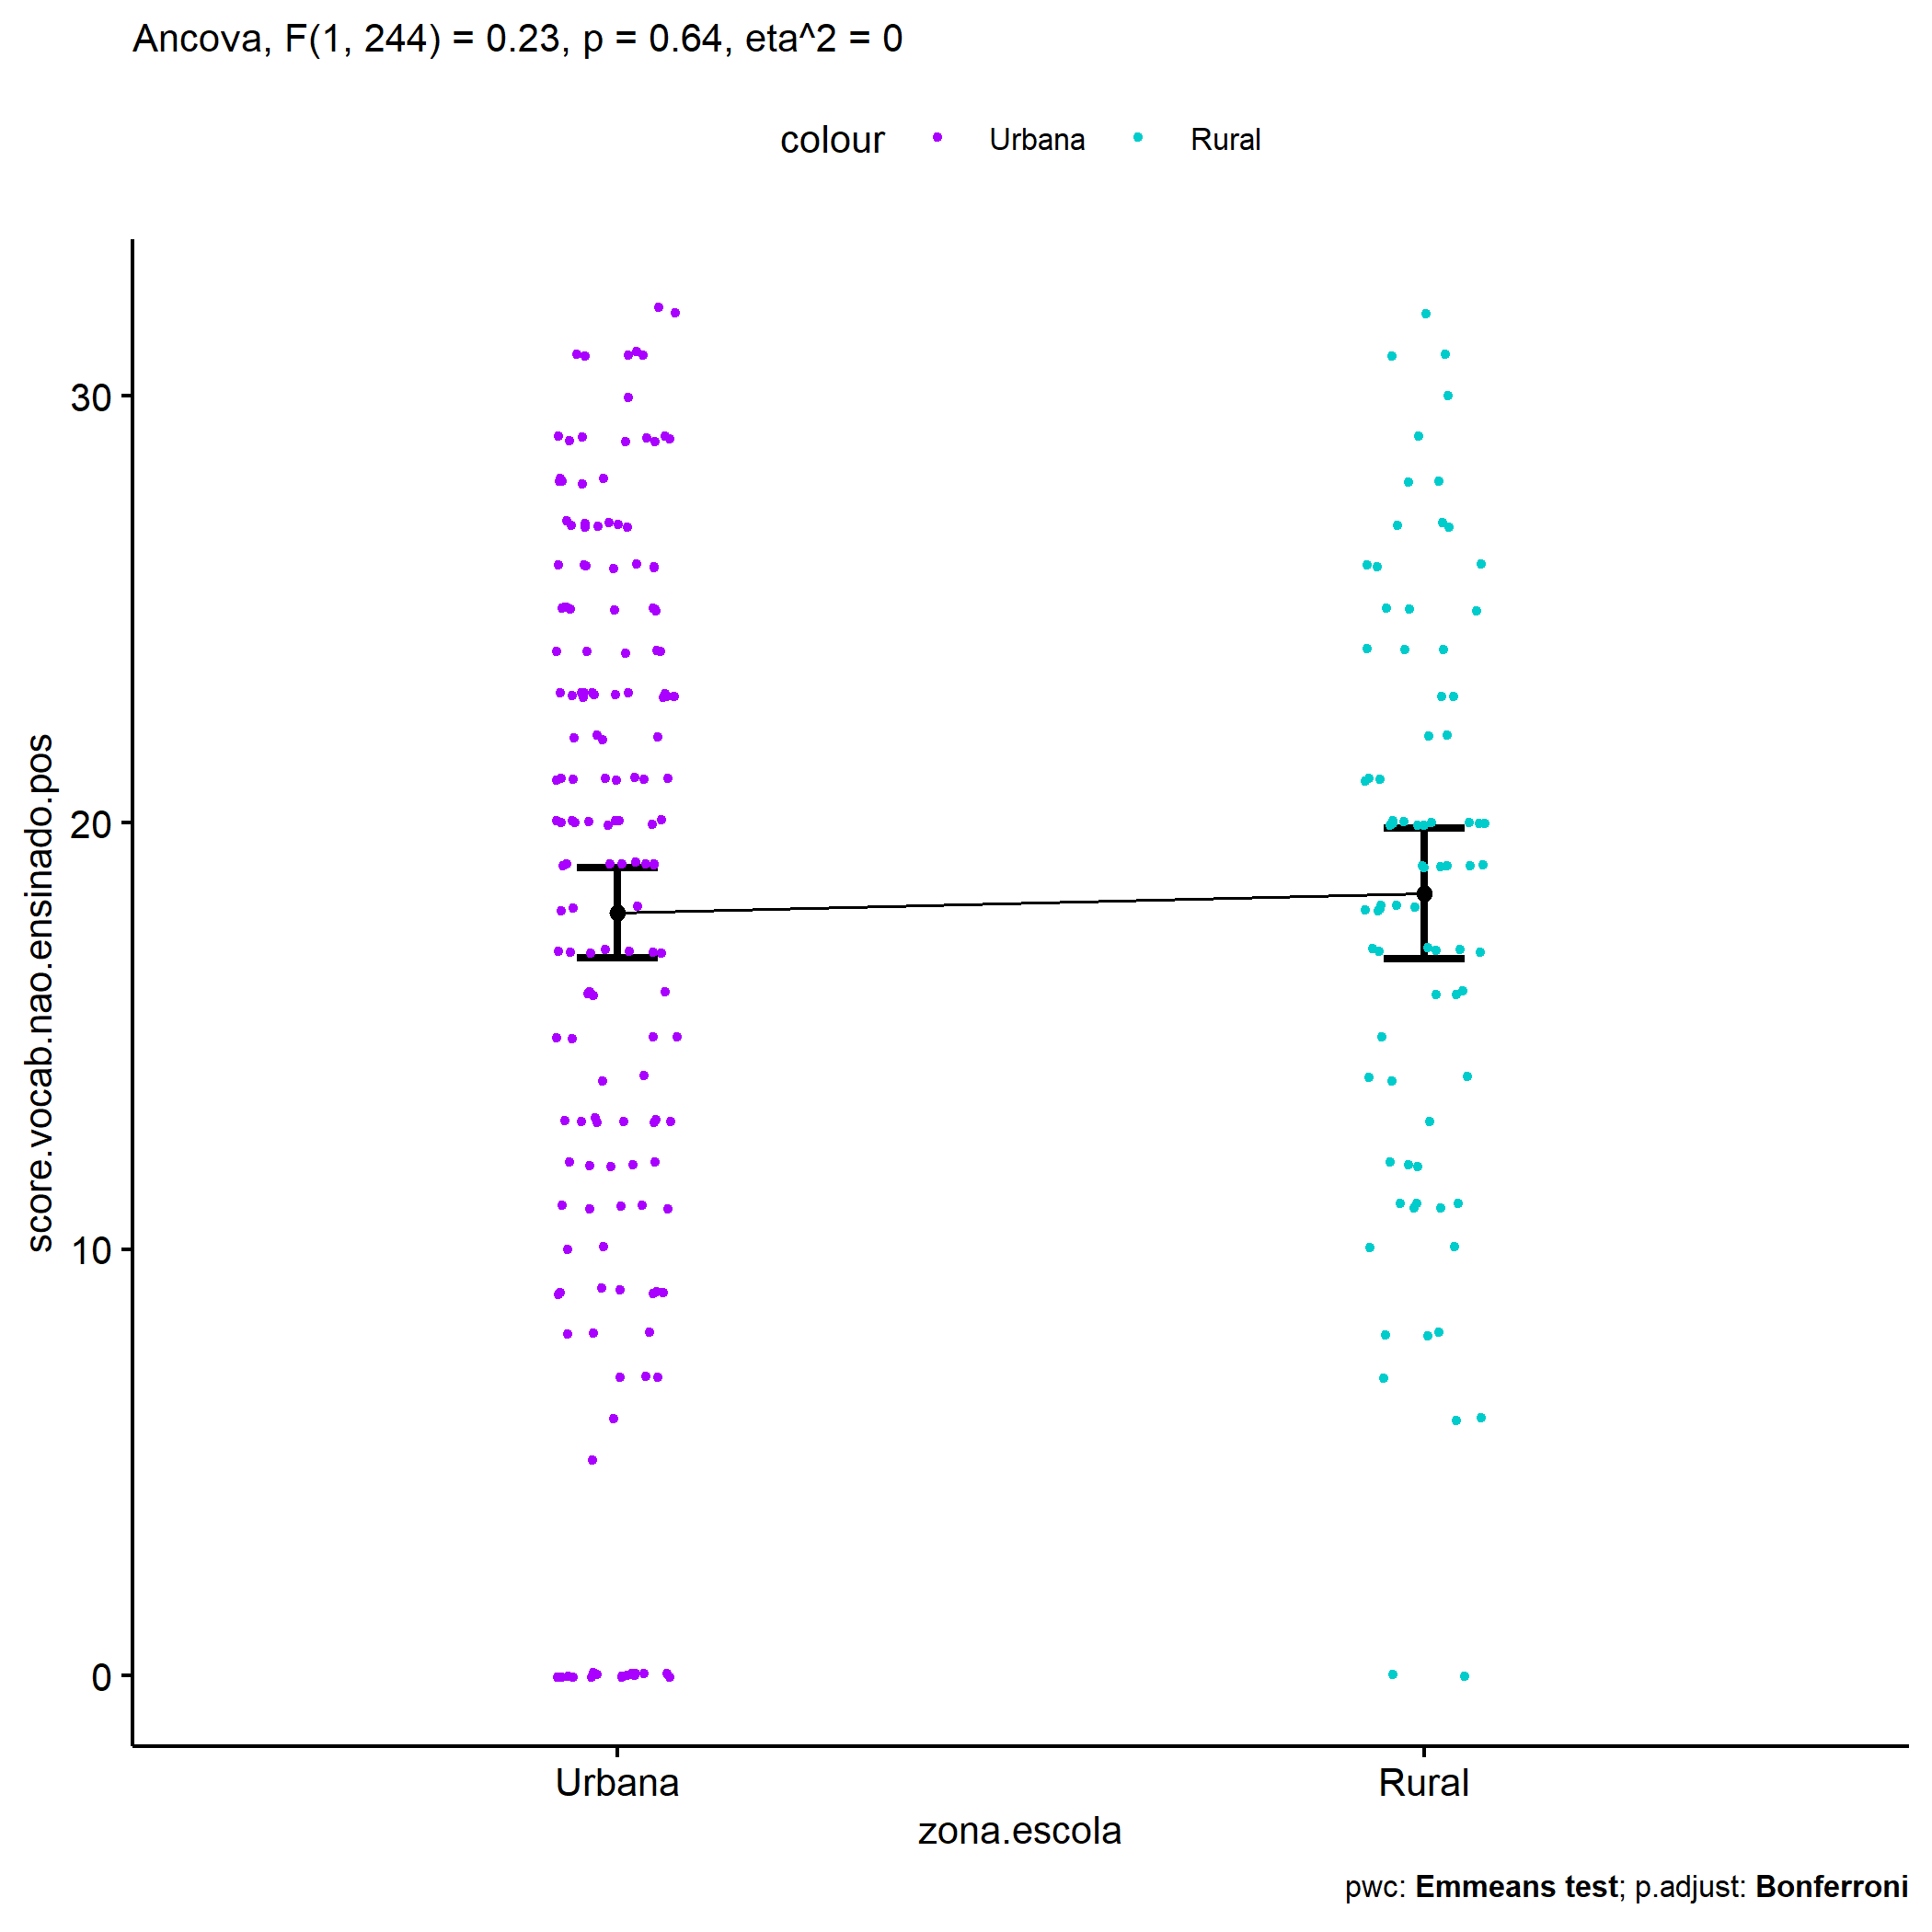 Ancova, F(1, 244) = 0.23, p = 0.64, eta^2 = 0
colour Urbana Rural
score.vocab.nao.ensinado.pos
30
20
10
0
Urbana Rural
zona.escola
pwc: Emmeans test; p.adjust: Bonferroni